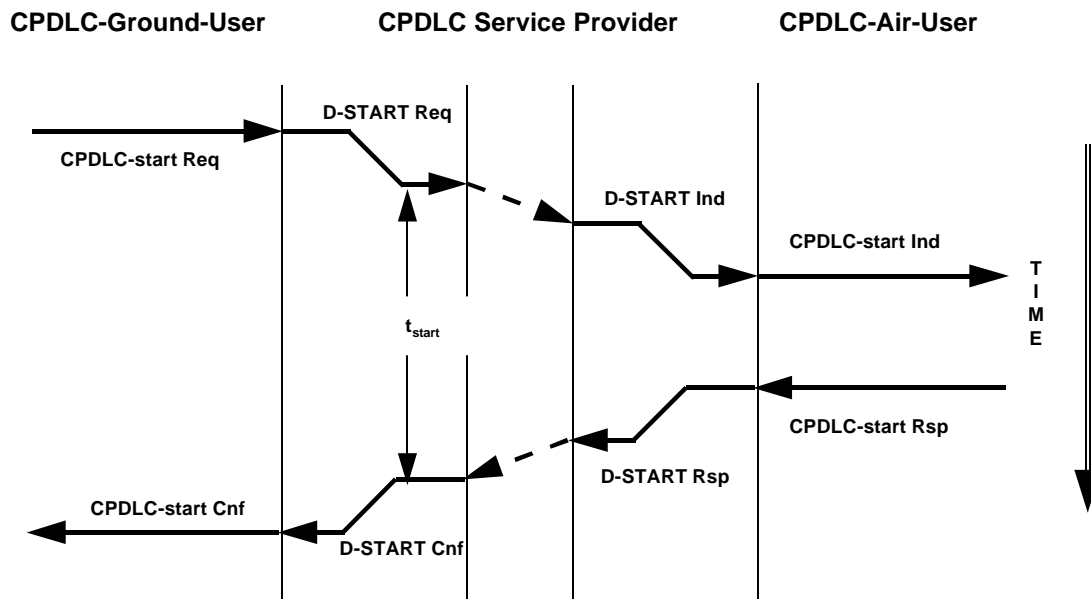 CPDLC-Ground-User
CPDLC Service Provider
CPDLC-Air-User
D-START Req
CPDLC-start Req
D-START Ind
CPDLC-start Ind
T
I
M
E
tstart
CPDLC-start Rsp
D-START Rsp
CPDLC-start Cnf
D-START Cnf